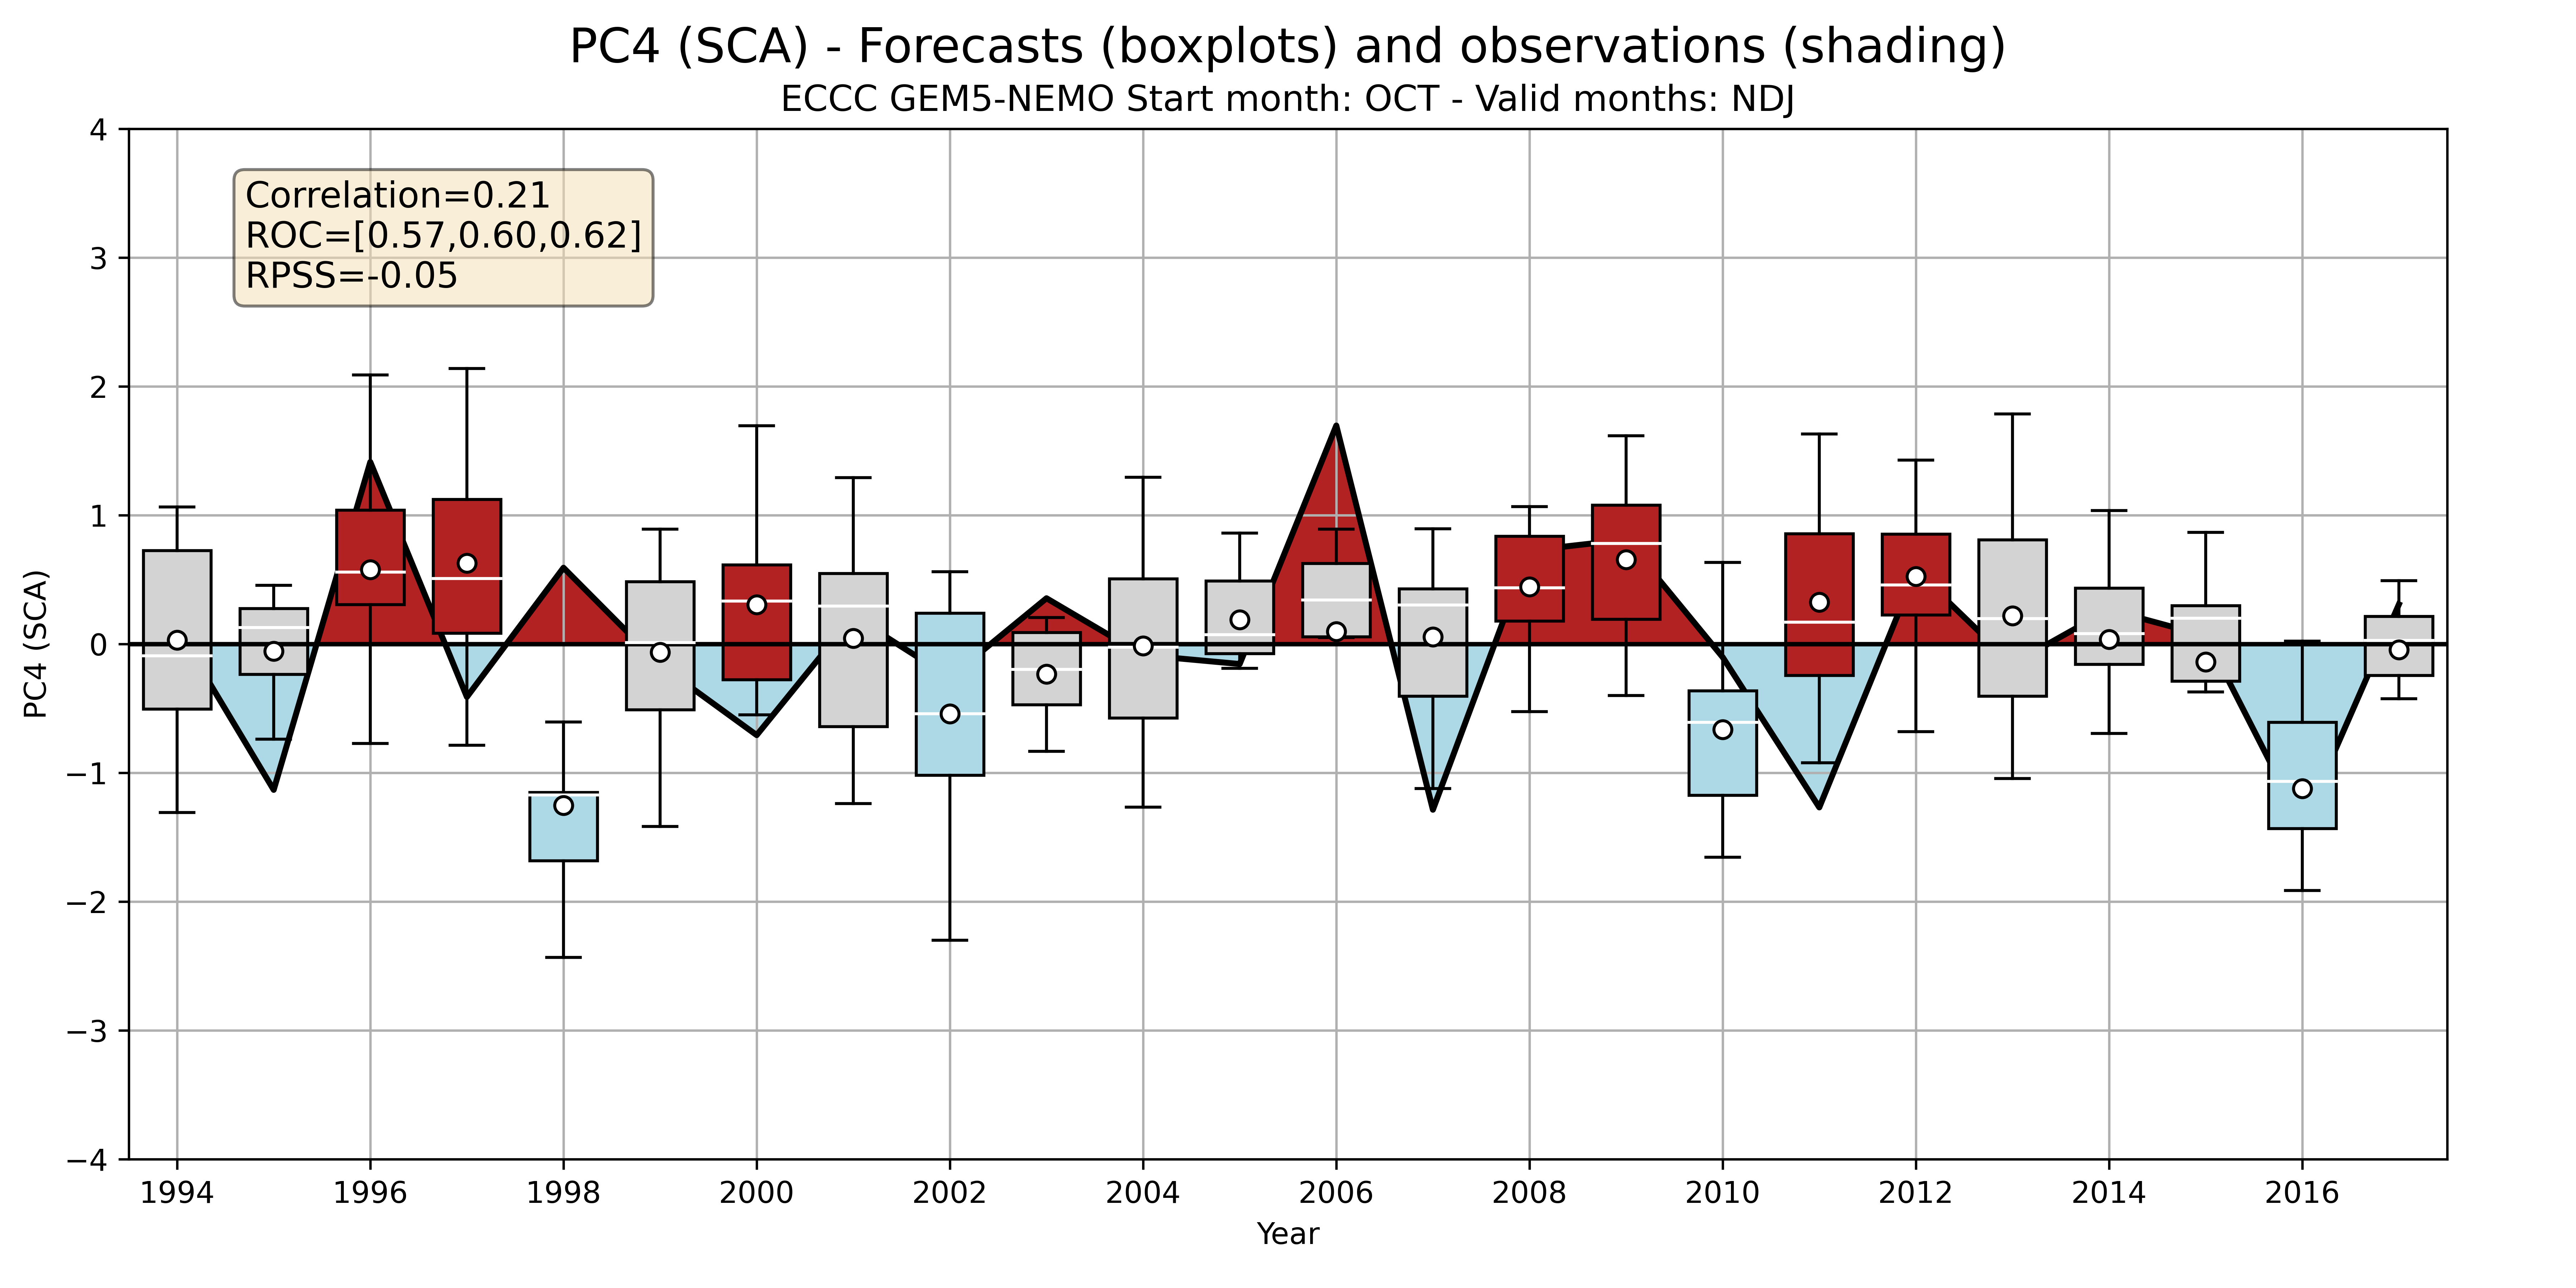 PC4 (SCA) - Forecasts (boxplots) and observations (shading)
ECCC GEM5-NEMO Start month: OCT - Valid months: NDJ
Correlation=0.21
ROC=[0.57,0.60,0.62]
RPSS=-0.05
PC4 (SCA)
4
3
2
1
0
−1
−2
−3
−4
1994 1996 1998 2000 2002 2004 2006 2008 2010 2012 2014 2016
Year